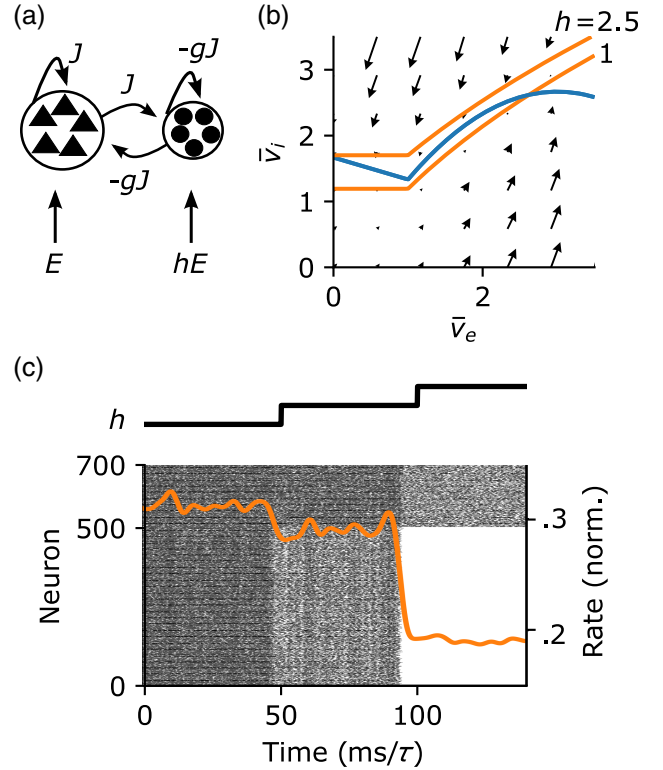 (a)
J
J
-gJ
-gJ
E
hE
(b)
h=2.5
1
3
2
1
0
v̄i
0
2
v̄e
(c)
h
700
500
0
Neuron
.3
.2
Rate (norm.)
0
50
100
Time (ms/τ)